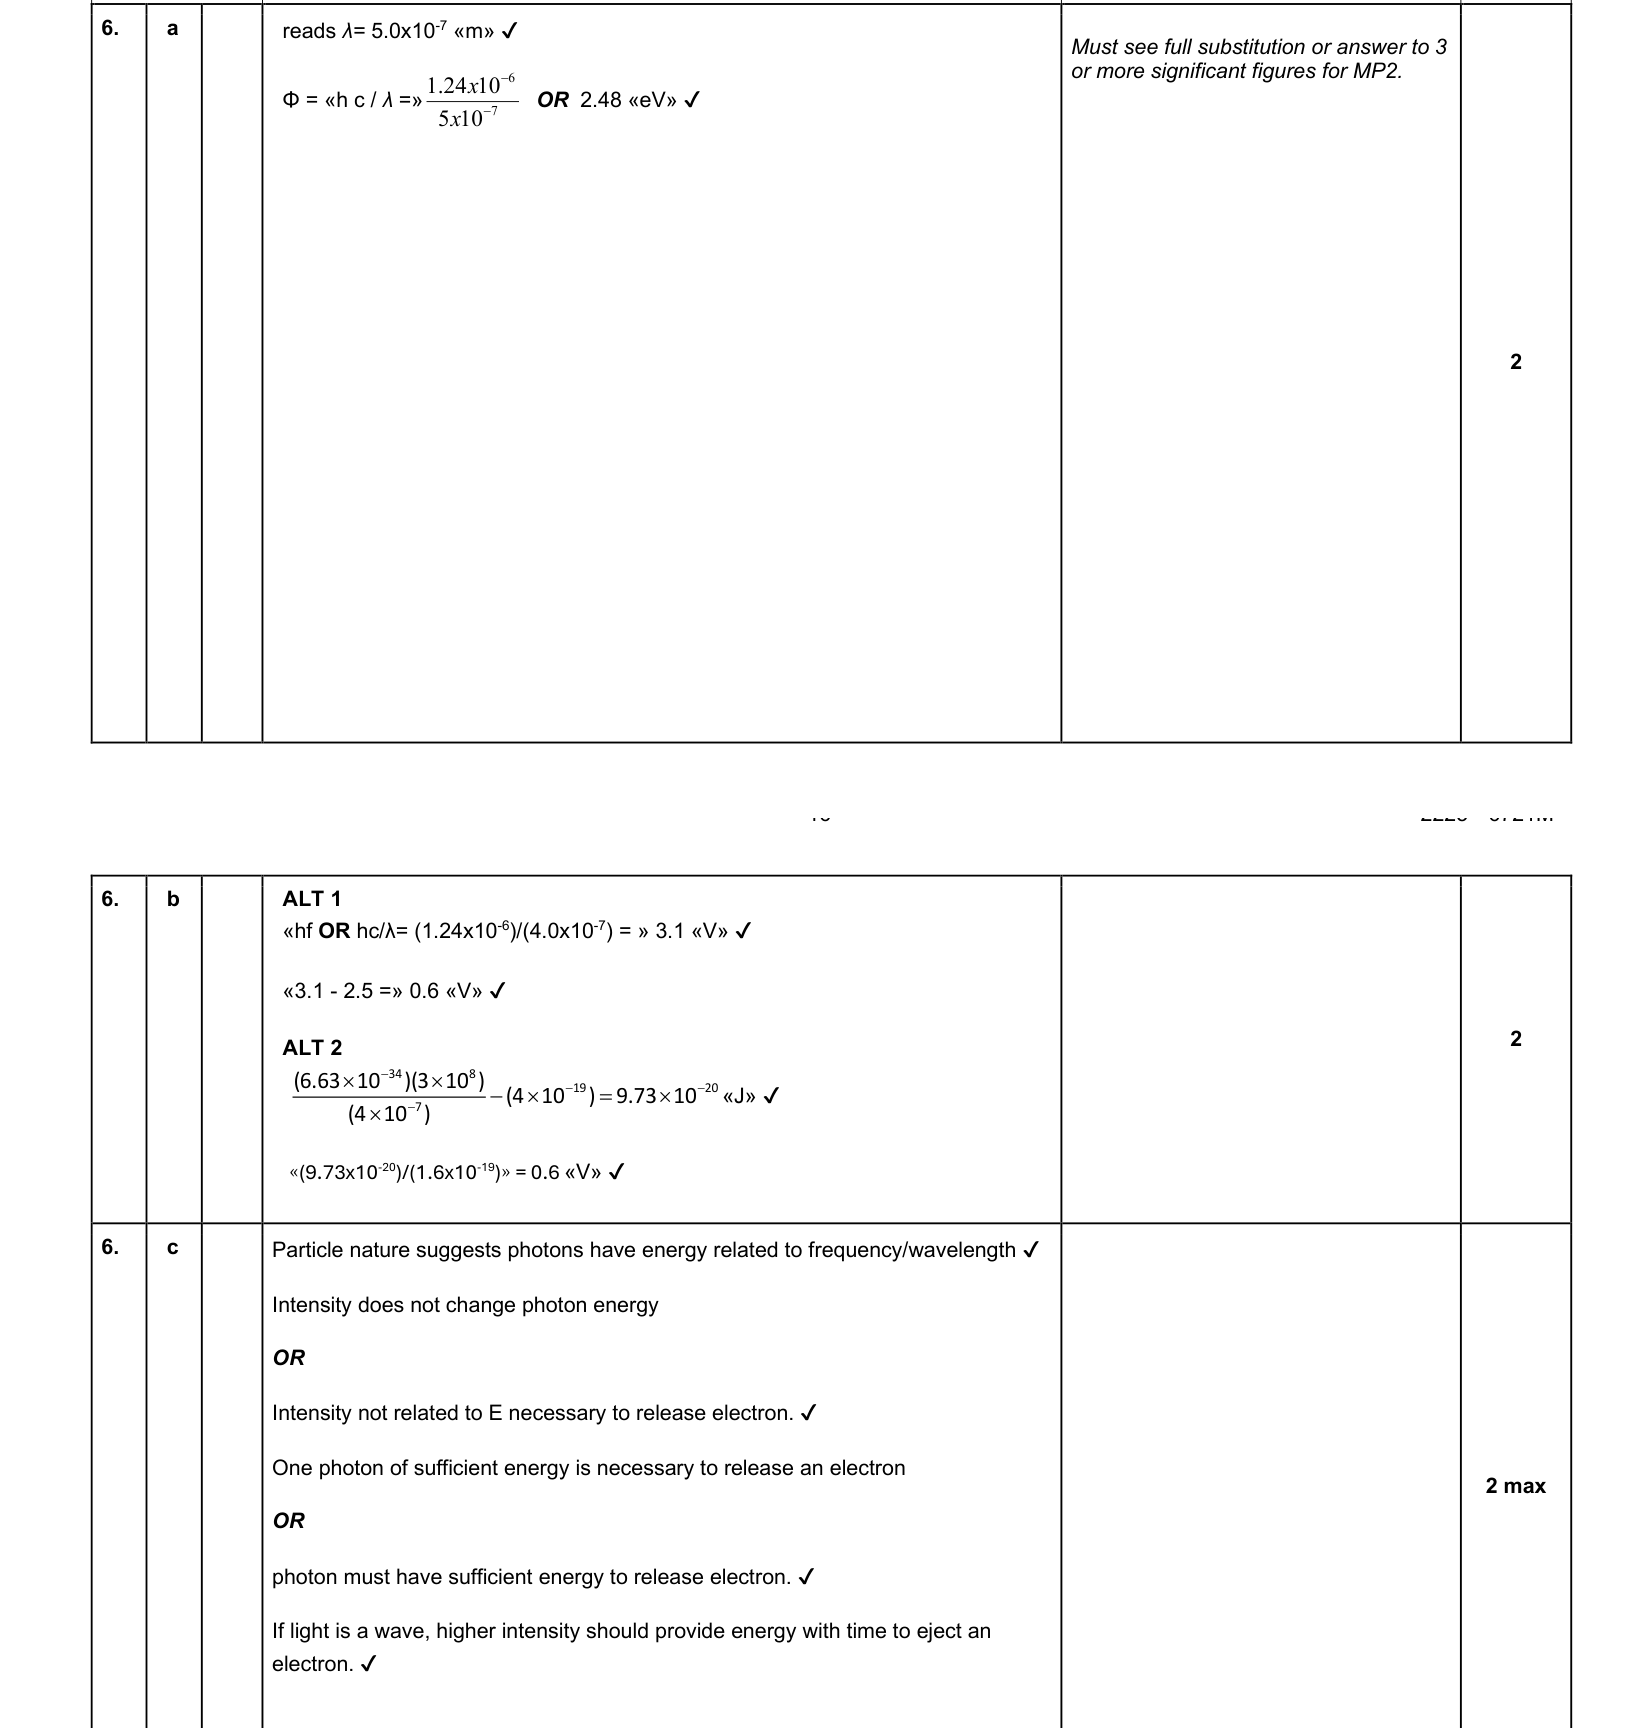 6. a reads λ= 5.0x10⁻⁷ «m» ✓
Must see full substitution or answer to 3
or more significant figures for MP2.
Φ = «h c / λ =» 1.24x10⁻⁶ / 5x10⁻⁷ OR 2.48 «eV» ✓
2
6. b ALT 1
«hf OR hc/λ= (1.24x10⁻⁶)/(4.0x10⁻⁷) = » 3.1 «V» ✓
«3.1 - 2.5 =» 0.6 «V» ✓
2
ALT 2
(6.63×10⁻³⁴)(3×10⁸) / (4×10⁻⁷) − (4×10⁻¹⁹) = 9.73×10⁻²⁰ «J» ✓
«(9.73x10⁻²⁰)/(1.6x10⁻¹⁹)» = 0.6 «V» ✓
6. c Particle nature suggests photons have energy related to frequency/wavelength ✓
Intensity does not change photon energy
OR
Intensity not related to E necessary to release electron. ✓
One photon of sufficient energy is necessary to release an electron
2 max
OR
photon must have sufficient energy to release electron. ✓
If light is a wave, higher intensity should provide energy with time to eject an
electron. ✓